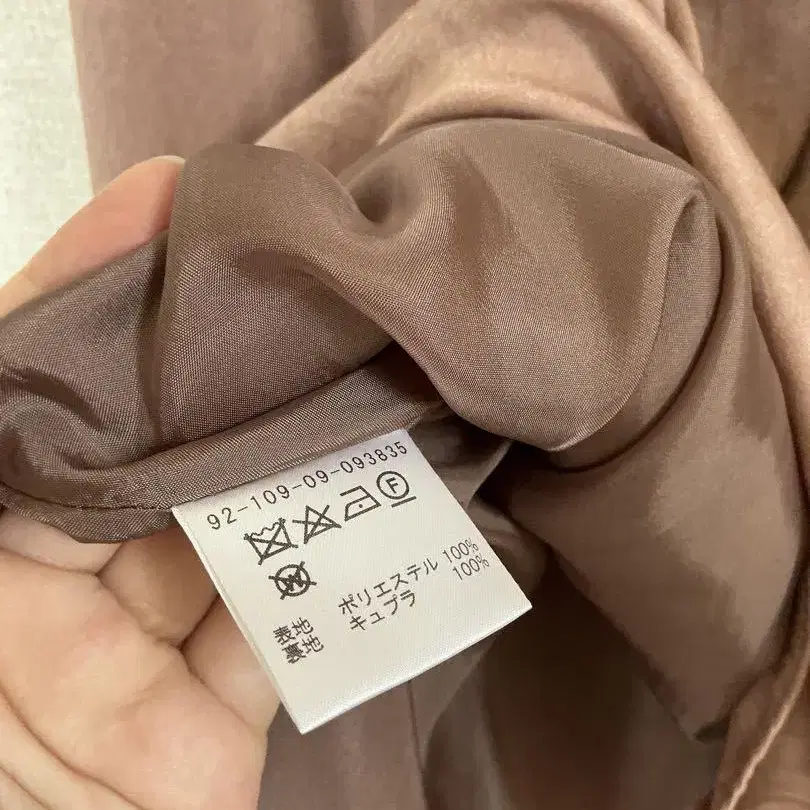 92-109-09-093835
F
W
表地 ポリエステル 100%
裏地 キュプラ 100%